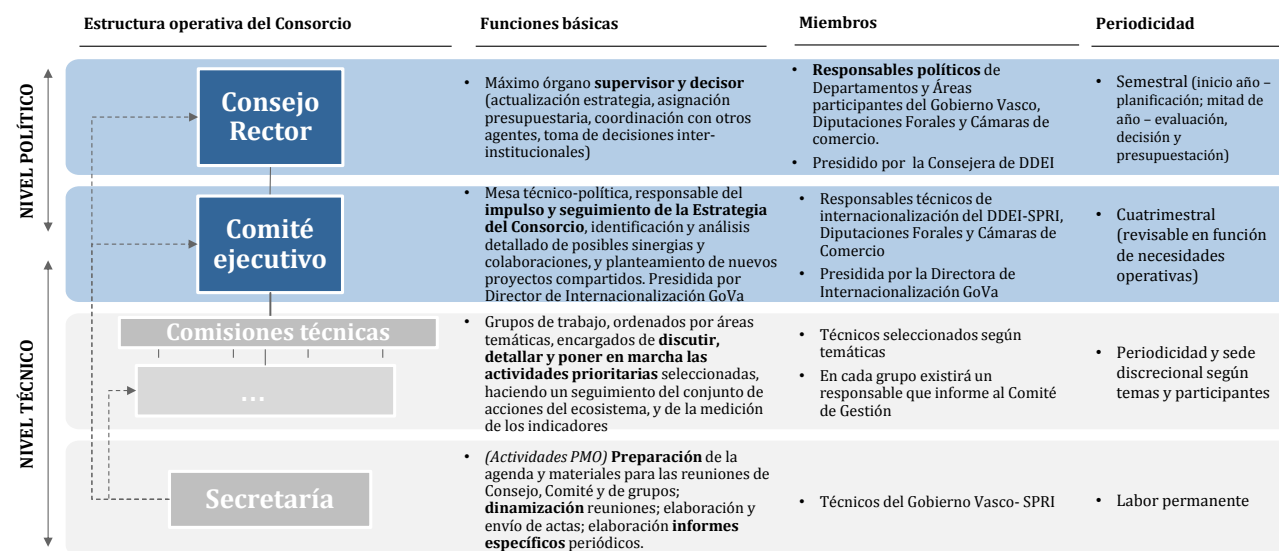 Estructura operativa del Consorcio
Funciones básicas
Miembros
Periodicidad
NIVEL POLÍTICO
Consejo
Rector
• Máximo órgano supervisor y decisor
(actualización estrategia, asignación
presupuestaria, coordinación con otros
agentes, toma de decisiones inter-
institucionales)
• Responsables políticos de
Departamentos y Áreas
participantes del Gobierno Vasco,
Diputaciones Forales y Cámaras de
comercio.
• Presidido por la Consejera de DDEI
• Semestral (inicio año –
planificación; mitad de
año – evaluación,
decisión y
presupuestación)
Comité
ejecutivo
• Mesa técnico-política, responsable del
impulso y seguimiento de la Estrategia
del Consorcio, identificación y análisis
detallado de posibles sinergias y
colaboraciones, y planteamiento de nuevos
proyectos compartidos. Presidida por
Director de Internacionalización GoVa
• Responsables técnicos de
internacionalización del DDEI-SPRI,
Diputaciones Forales y Cámaras de
Comercio
• Presidida por la Directora de
Internacionalización GoVa
• Cuatrimestral
(revisable en función
de necesidades
operativas)
NIVEL TÉCNICO
Comisiones técnicas
...
• Grupos de trabajo, ordenados por áreas
temáticas, encargados de discutir,
detallar y poner en marcha las
actividades prioritarias seleccionadas,
haciendo un seguimiento del conjunto de
acciones del ecosistema, y de la medición
de los indicadores
• Técnicos seleccionados según
temáticas
• En cada grupo existirá un
responsable que informe al Comité
de Gestión
• Periodicidad y sede
discrecional según
temas y participantes
Secretaría
• (Actividades PMO) Preparación de la
agenda y materiales para las reuniones de
Consejo, Comité y de grupos;
dinamización reuniones; elaboración y
envío de actas; elaboración informes
específicos periódicos.
• Técnicos del Gobierno Vasco- SPRI
• Labor permanente